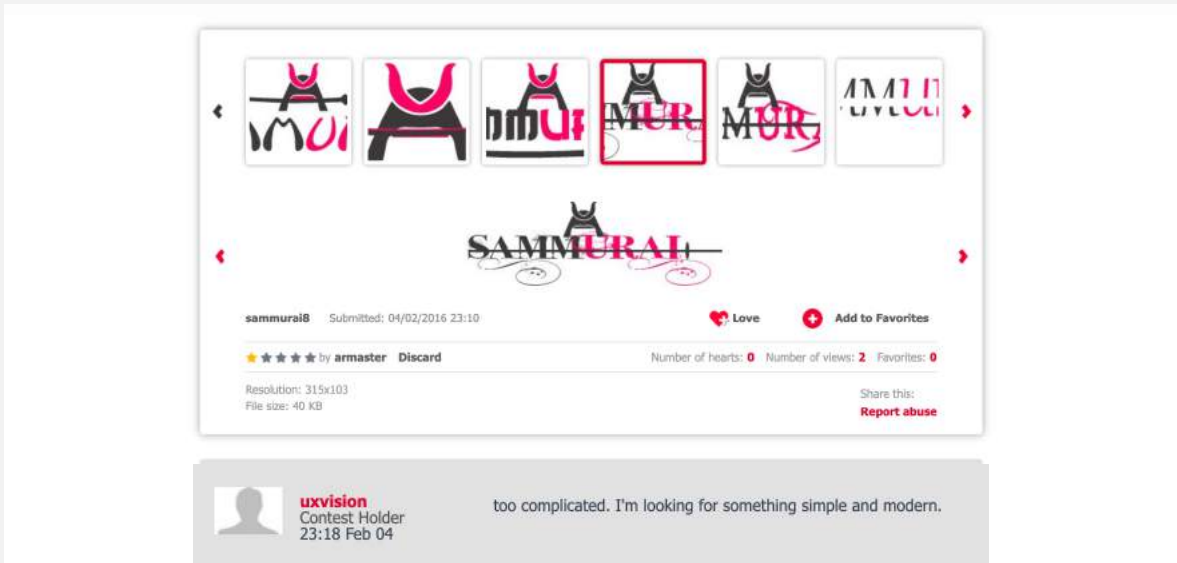 SAMMURAI
sammurai8 Submitted: 04/02/2016 23:10 Love Add to Favorites
by armaster Discard Number of hearts: 0 Number of views: 2 Favorites: 0
Resolution: 315x103
File size: 40 KB
Share this:
Report abuse
uxvision
Contest Holder
23:18 Feb 04
too complicated. I'm looking for something simple and modern.